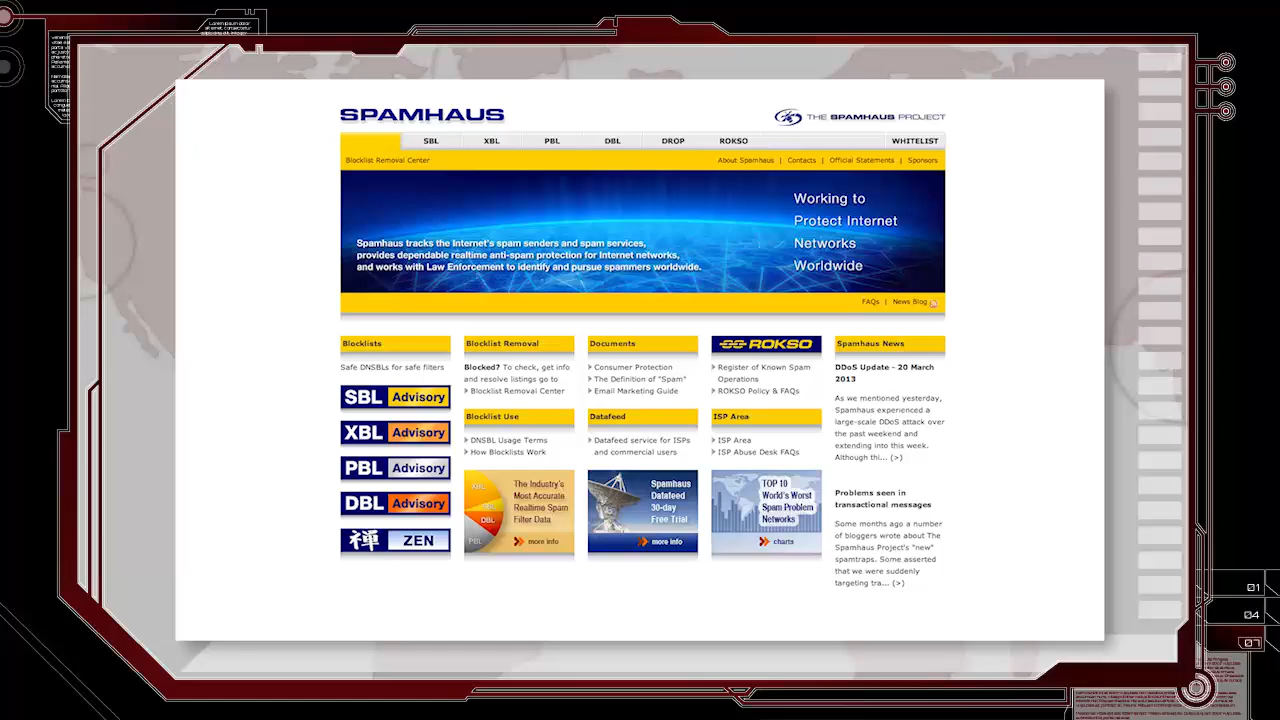 SPAMHAUS
THE SPAMHAUS PROJECT
SBL XBL PBL DBL DROP ROKSO WHITELIST
Blocklist Removal Center
About Spamhaus | Contacts | Official Statements | Sponsors
Working to
Protect Internet
Networks
Worldwide
Spamhaus tracks the Internet's spam senders and spam services,
provides dependable realtime anti-spam protection for Internet networks,
and works with Law Enforcement to identify and pursue spammers worldwide.
FAQs | News Blog
Blocklists
Safe DNSBLs for safe filters
SBL Advisory
XBL Advisory
PBL Advisory
DBL Advisory
禅 ZEN
Blocklist Removal
Blocked? To check, get info
and resolve listings go to
Blocklist Removal Center
Blocklist Use
DNSBL Usage Terms
How Blocklists Work
XBL
SBL
DBL
PBL
The Industry's
Most Accurate
Realtime Spam
Filter Data
more info
Documents
Consumer Protection
The Definition of "Spam"
Email Marketing Guide
Datafeed
Datafeed service for ISPs
and commercial users
Spamhaus
Datafeed
30-day
Free Trial
more info
ROKSO
Register of Known Spam
Operations
ROKSO Policy & FAQs
ISP Area
ISP Area
ISP Abuse Desk FAQs
TOP 10
World's Worst
Spam Problem
Networks
charts
Spamhaus News
DDoS Update - 20 March
2013
As we mentioned yesterday,
Spamhaus experienced a
large-scale DDoS attack over
the past weekend and
extending into this week.
Although thi... (>)
Problems seen in
transactional messages
Some months ago a number
of bloggers wrote about The
Spamhaus Project's "new"
spamtraps. Some asserted
that we were suddenly
targeting tra... (>)
01
04
07